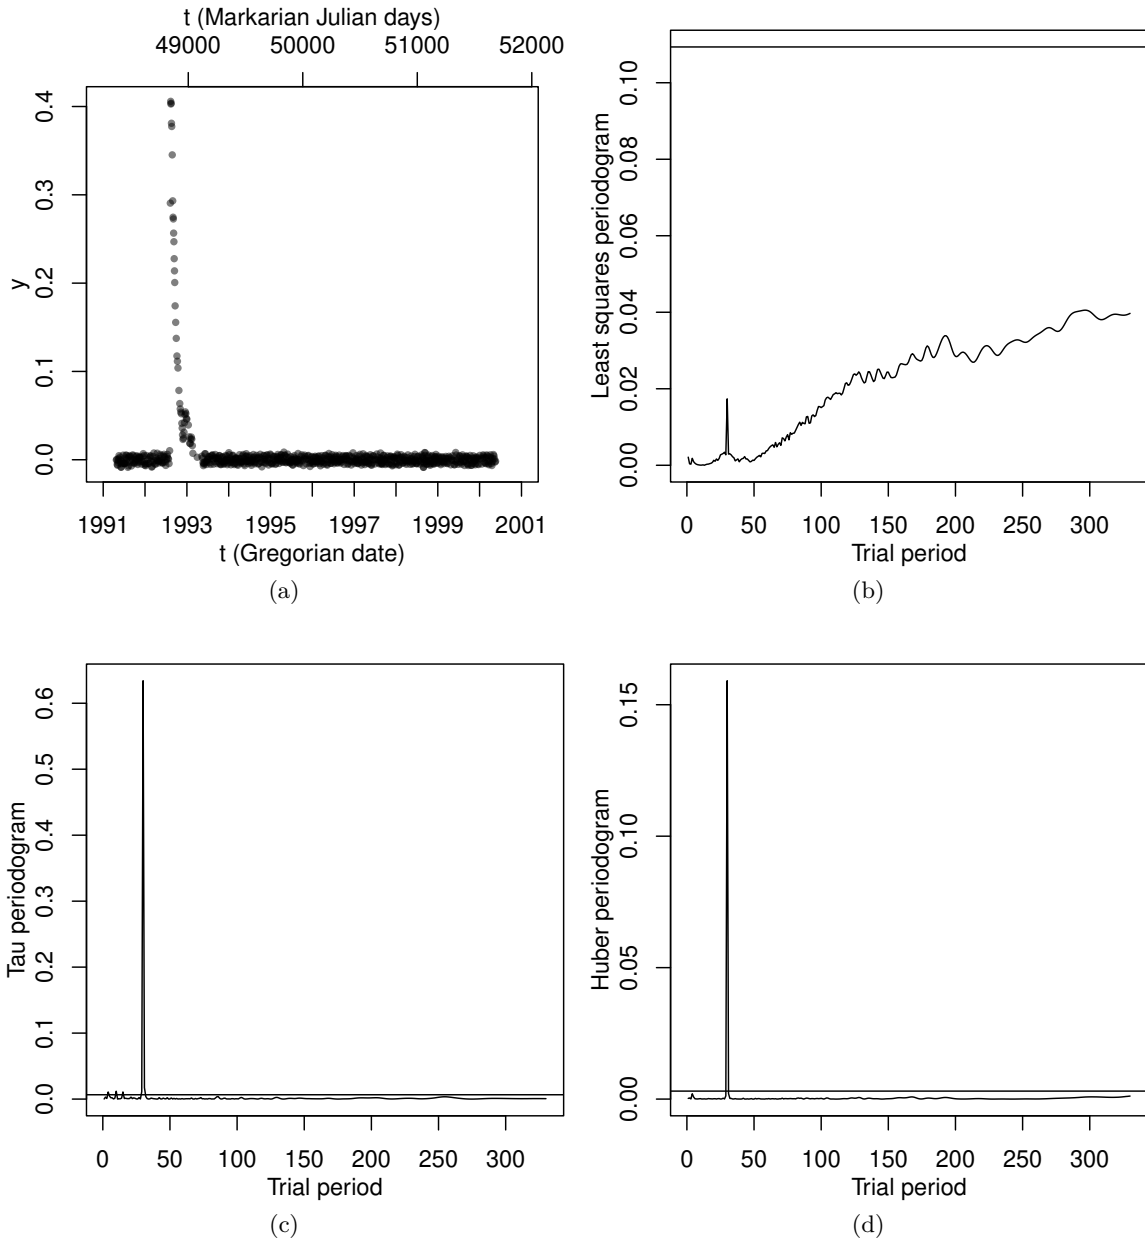 t (Markarian Julian days)
49000 50000 51000 52000
y
0.0 0.1 0.2 0.3 0.4
1991 1993 1995 1997 1999 2001
t (Gregorian date)
(a)
Least squares periodogram
0.00 0.02 0.04 0.06 0.08 0.10
0 50 100 150 200 250 300
Trial period
(b)
Tau periodogram
0.0 0.1 0.2 0.3 0.4 0.5 0.6
0 50 100 150 200 250 300
Trial period
(c)
Huber periodogram
0.00 0.05 0.10 0.15
0 50 100 150 200 250 300
Trial period
(d)